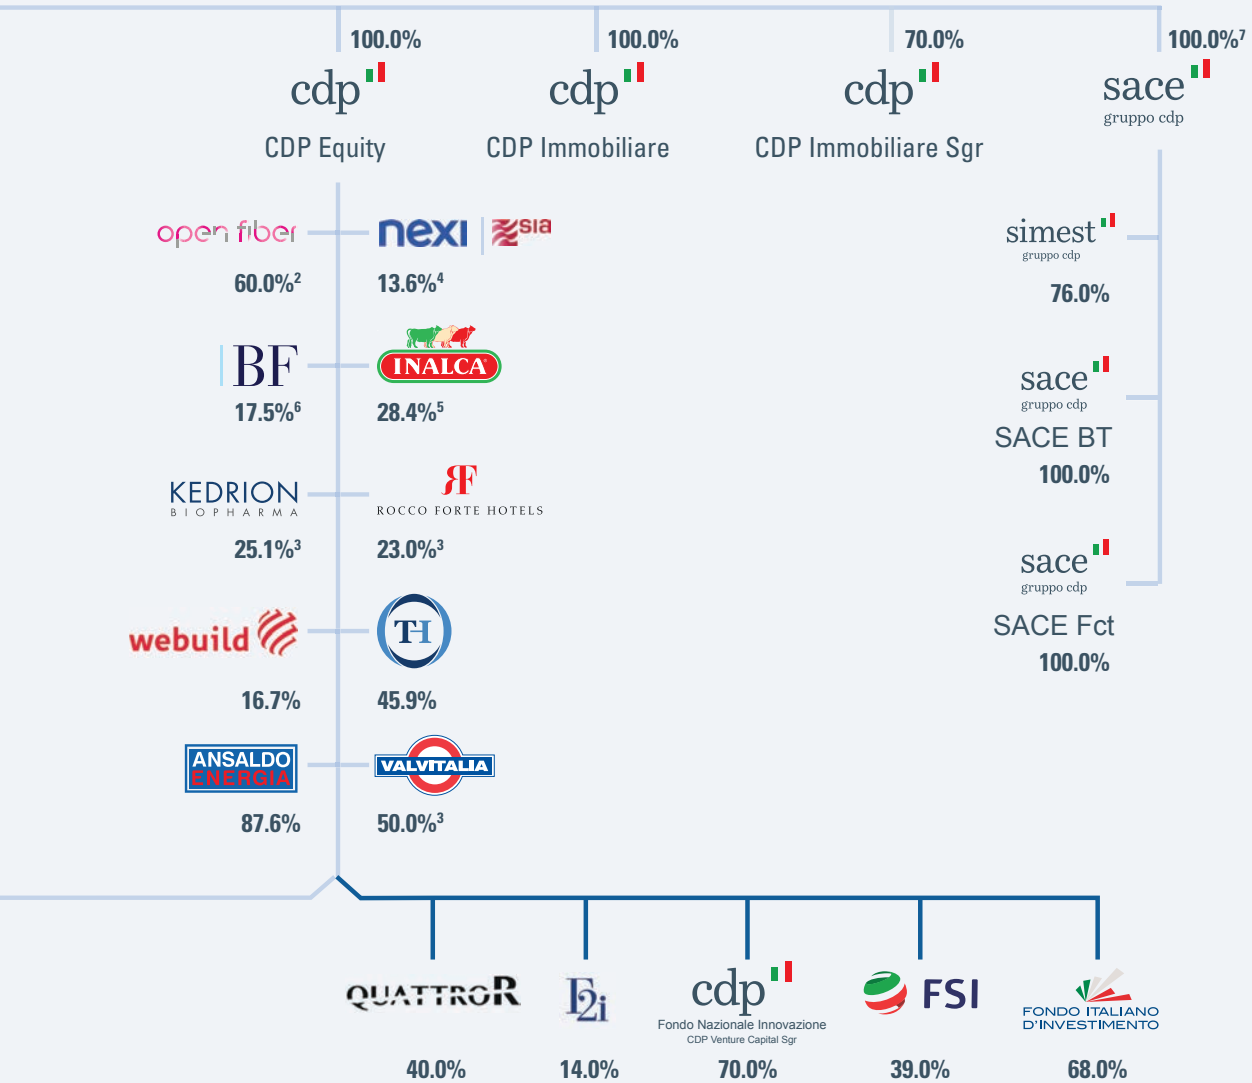 100.0%
100.0%
70.0%
100.0%7
cdp
cdp
cdp
sace
gruppo cdp
CDP Equity
CDP Immobiliare
CDP Immobiliare Sgr
open fiber
nexi
sia
simest
gruppo cdp
60.0%2
13.6%4
76.0%
BF
INALCA
sace
gruppo cdp
17.5%6
28.4%5
SACE BT
100.0%
KEDRION
BIOPHARMA
RF
ROCCO FORTE HOTELS
25.1%3
23.0%3
sace
gruppo cdp
webuild
TH
SACE Fct
100.0%
16.7%
45.9%
ANSALDO
ENERGIA
VALVITALIA
87.6%
50.0%3
QUATTROR
F2i
cdp
Fondo Nazionale Innovazione
CDP Venture Capital Sgr
FSI
FONDO ITALIANO
D'INVESTIMENTO
40.0%
14.0%
70.0%
39.0%
68.0%